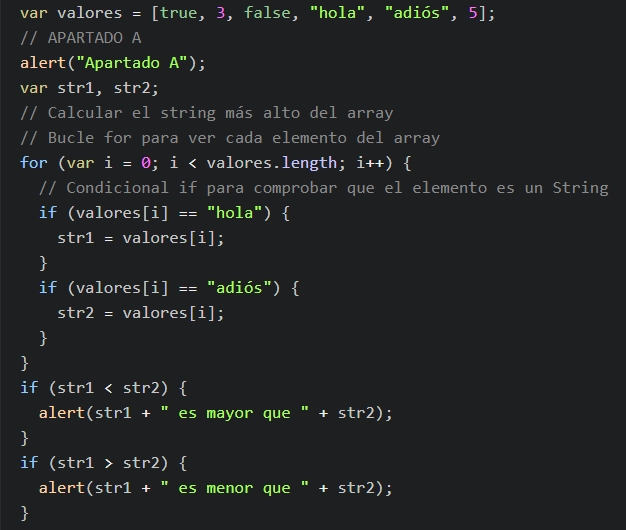 var valores = [true, 3, false, "hola", "adiós", 5];
// APARTADO A
alert("Apartado A");
var str1, str2;
// Calcular el string más alto del array
// Bucle for para ver cada elemento del array
for (var i = 0; i < valores.length; i++) {
  // Condicional if para comprobar que el elemento es un String
  if (valores[i] == "hola") {
    str1 = valores[i];
  }
  if (valores[i] == "adiós") {
    str2 = valores[i];
  }
}
if (str1 < str2) {
  alert(str1 + " es mayor que " + str2);
}
if (str1 > str2) {
  alert(str1 + " es menor que " + str2);
}